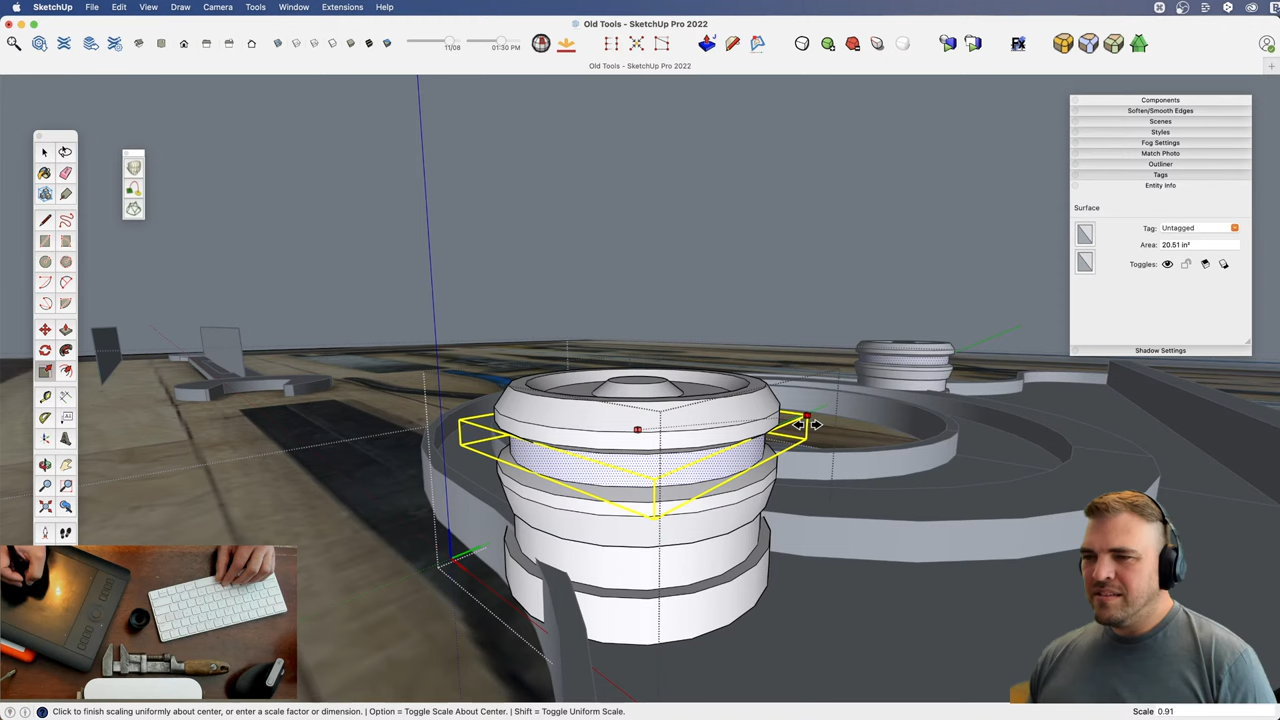 SketchUp File Edit View Draw Camera Tools Window Extensions Help
Old Tools - SketchUp Pro 2022
11/08 01:30 PM
Old Tools - SketchUp Pro 2022
Components
Soften/Smooth Edges
Scenes
Styles
Fog Settings
Match Photo
Outliner
Tags
Entity Info
Surface
Tag: Untagged
Area: 20.51 in²
Toggles:
Shadow Settings
Click to finish scaling uniformly about center, or enter a scale factor or dimension. | Option = Toggle Scale About Center. | Shift = Toggle Uniform Scale.
Scale 0.91